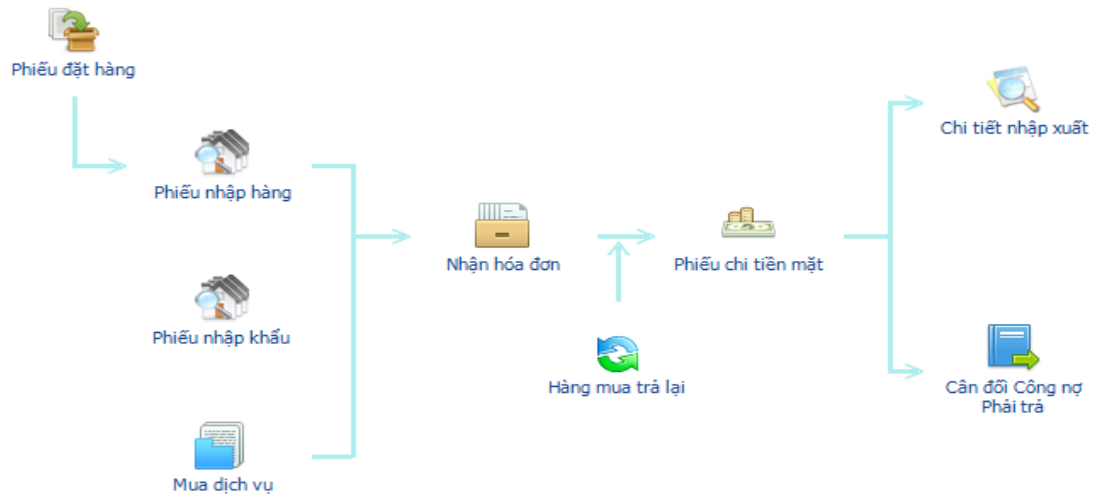 Phiếu đặt hàng
Phiếu nhập hàng
Phiếu nhập khẩu
Mua dịch vụ
Nhận hóa đơn
Hàng mua trả lại
Phiếu chi tiền mặt
Chi tiết nhập xuất
Cân đối Công nợ
Phải trả